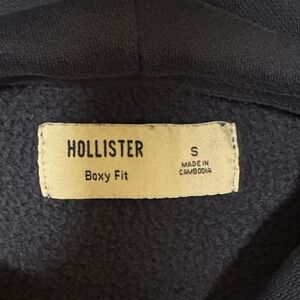 HOLLISTER
Boxy Fit
S
MADE IN
CAMBODIA